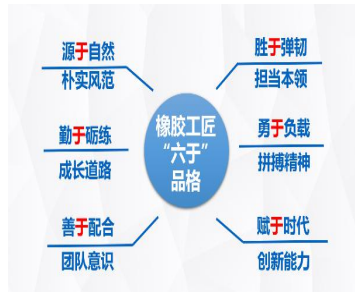 源于自然
朴实风范
勤于砺练
成长道路
善于配合
团队意识
橡胶工匠
“六于”
品格
胜于弹韧
担当本领
勇于负载
拼搏精神
赋于时代
创新能力